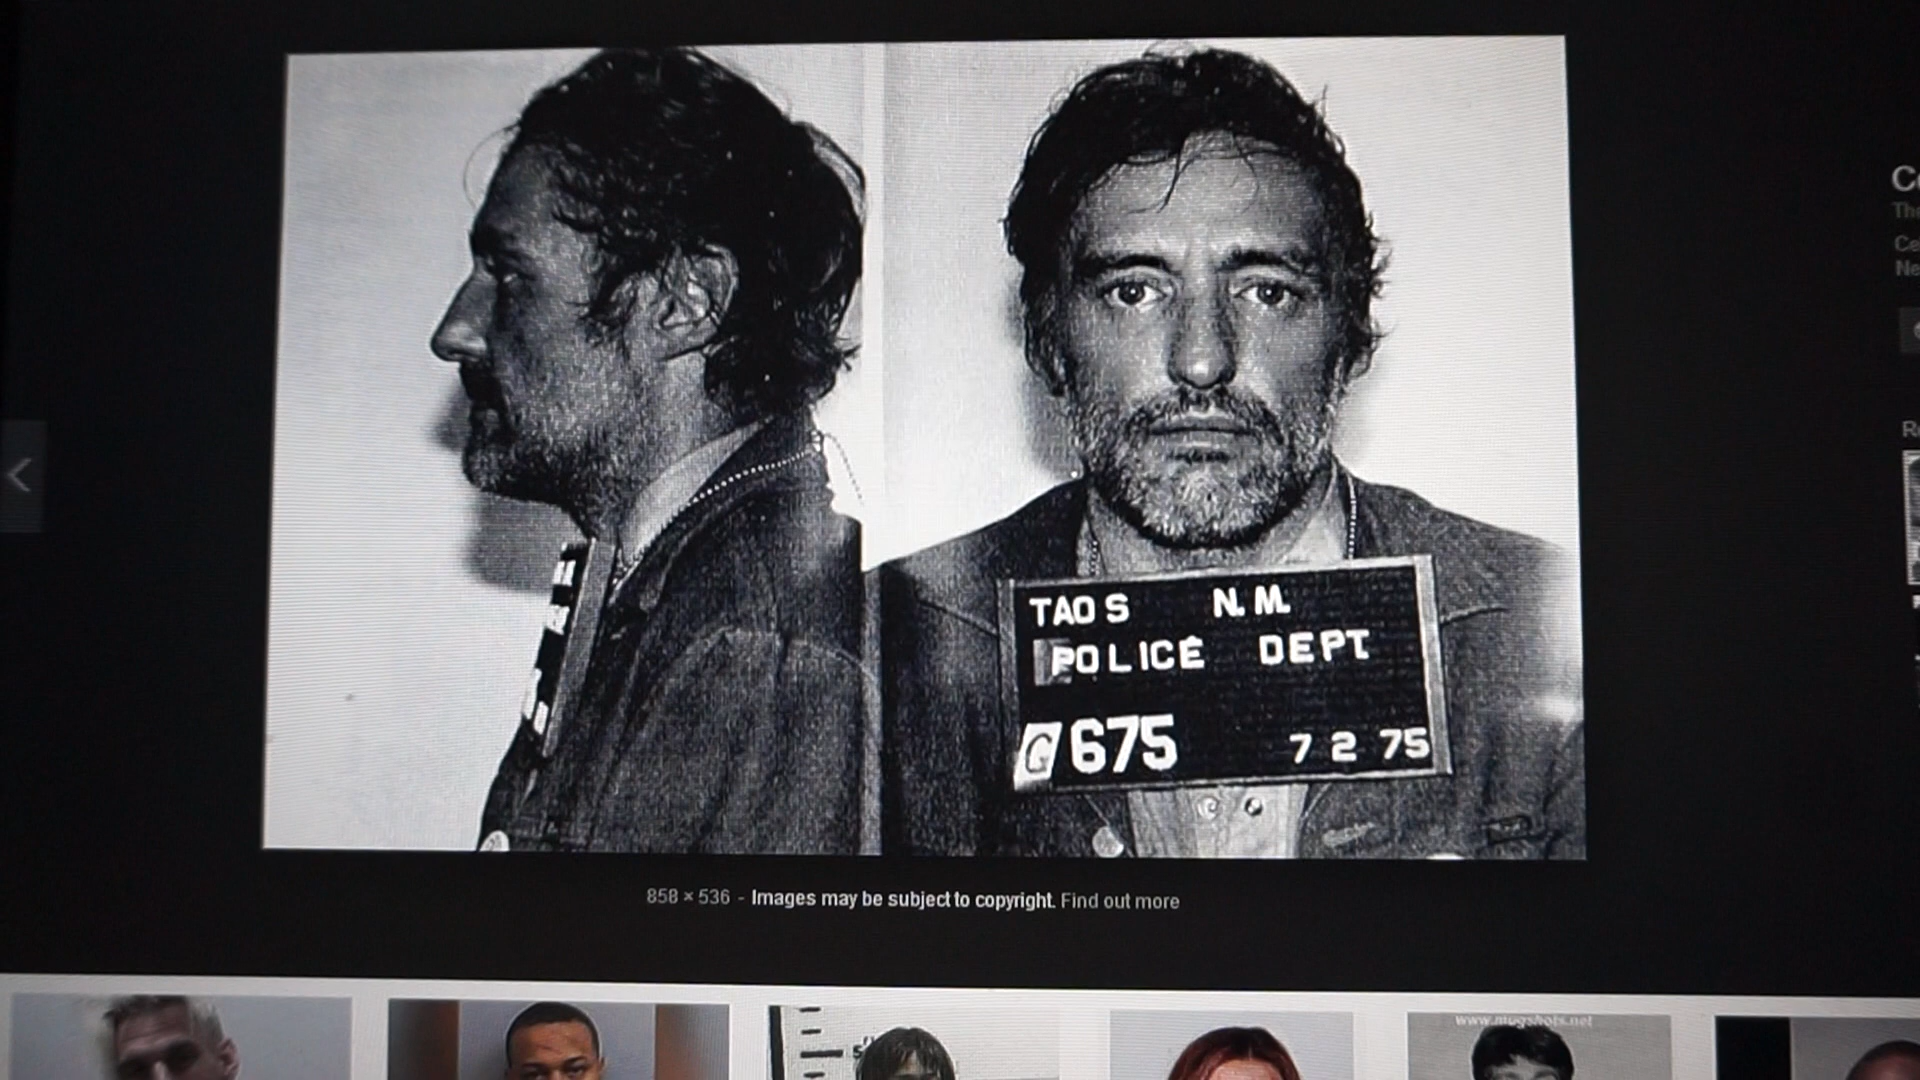 TAOS N.M.
POLICE DEPT
G 675 7 2 75
858 × 536 - Images may be subject to copyright. Find out more
www.mugshots.net